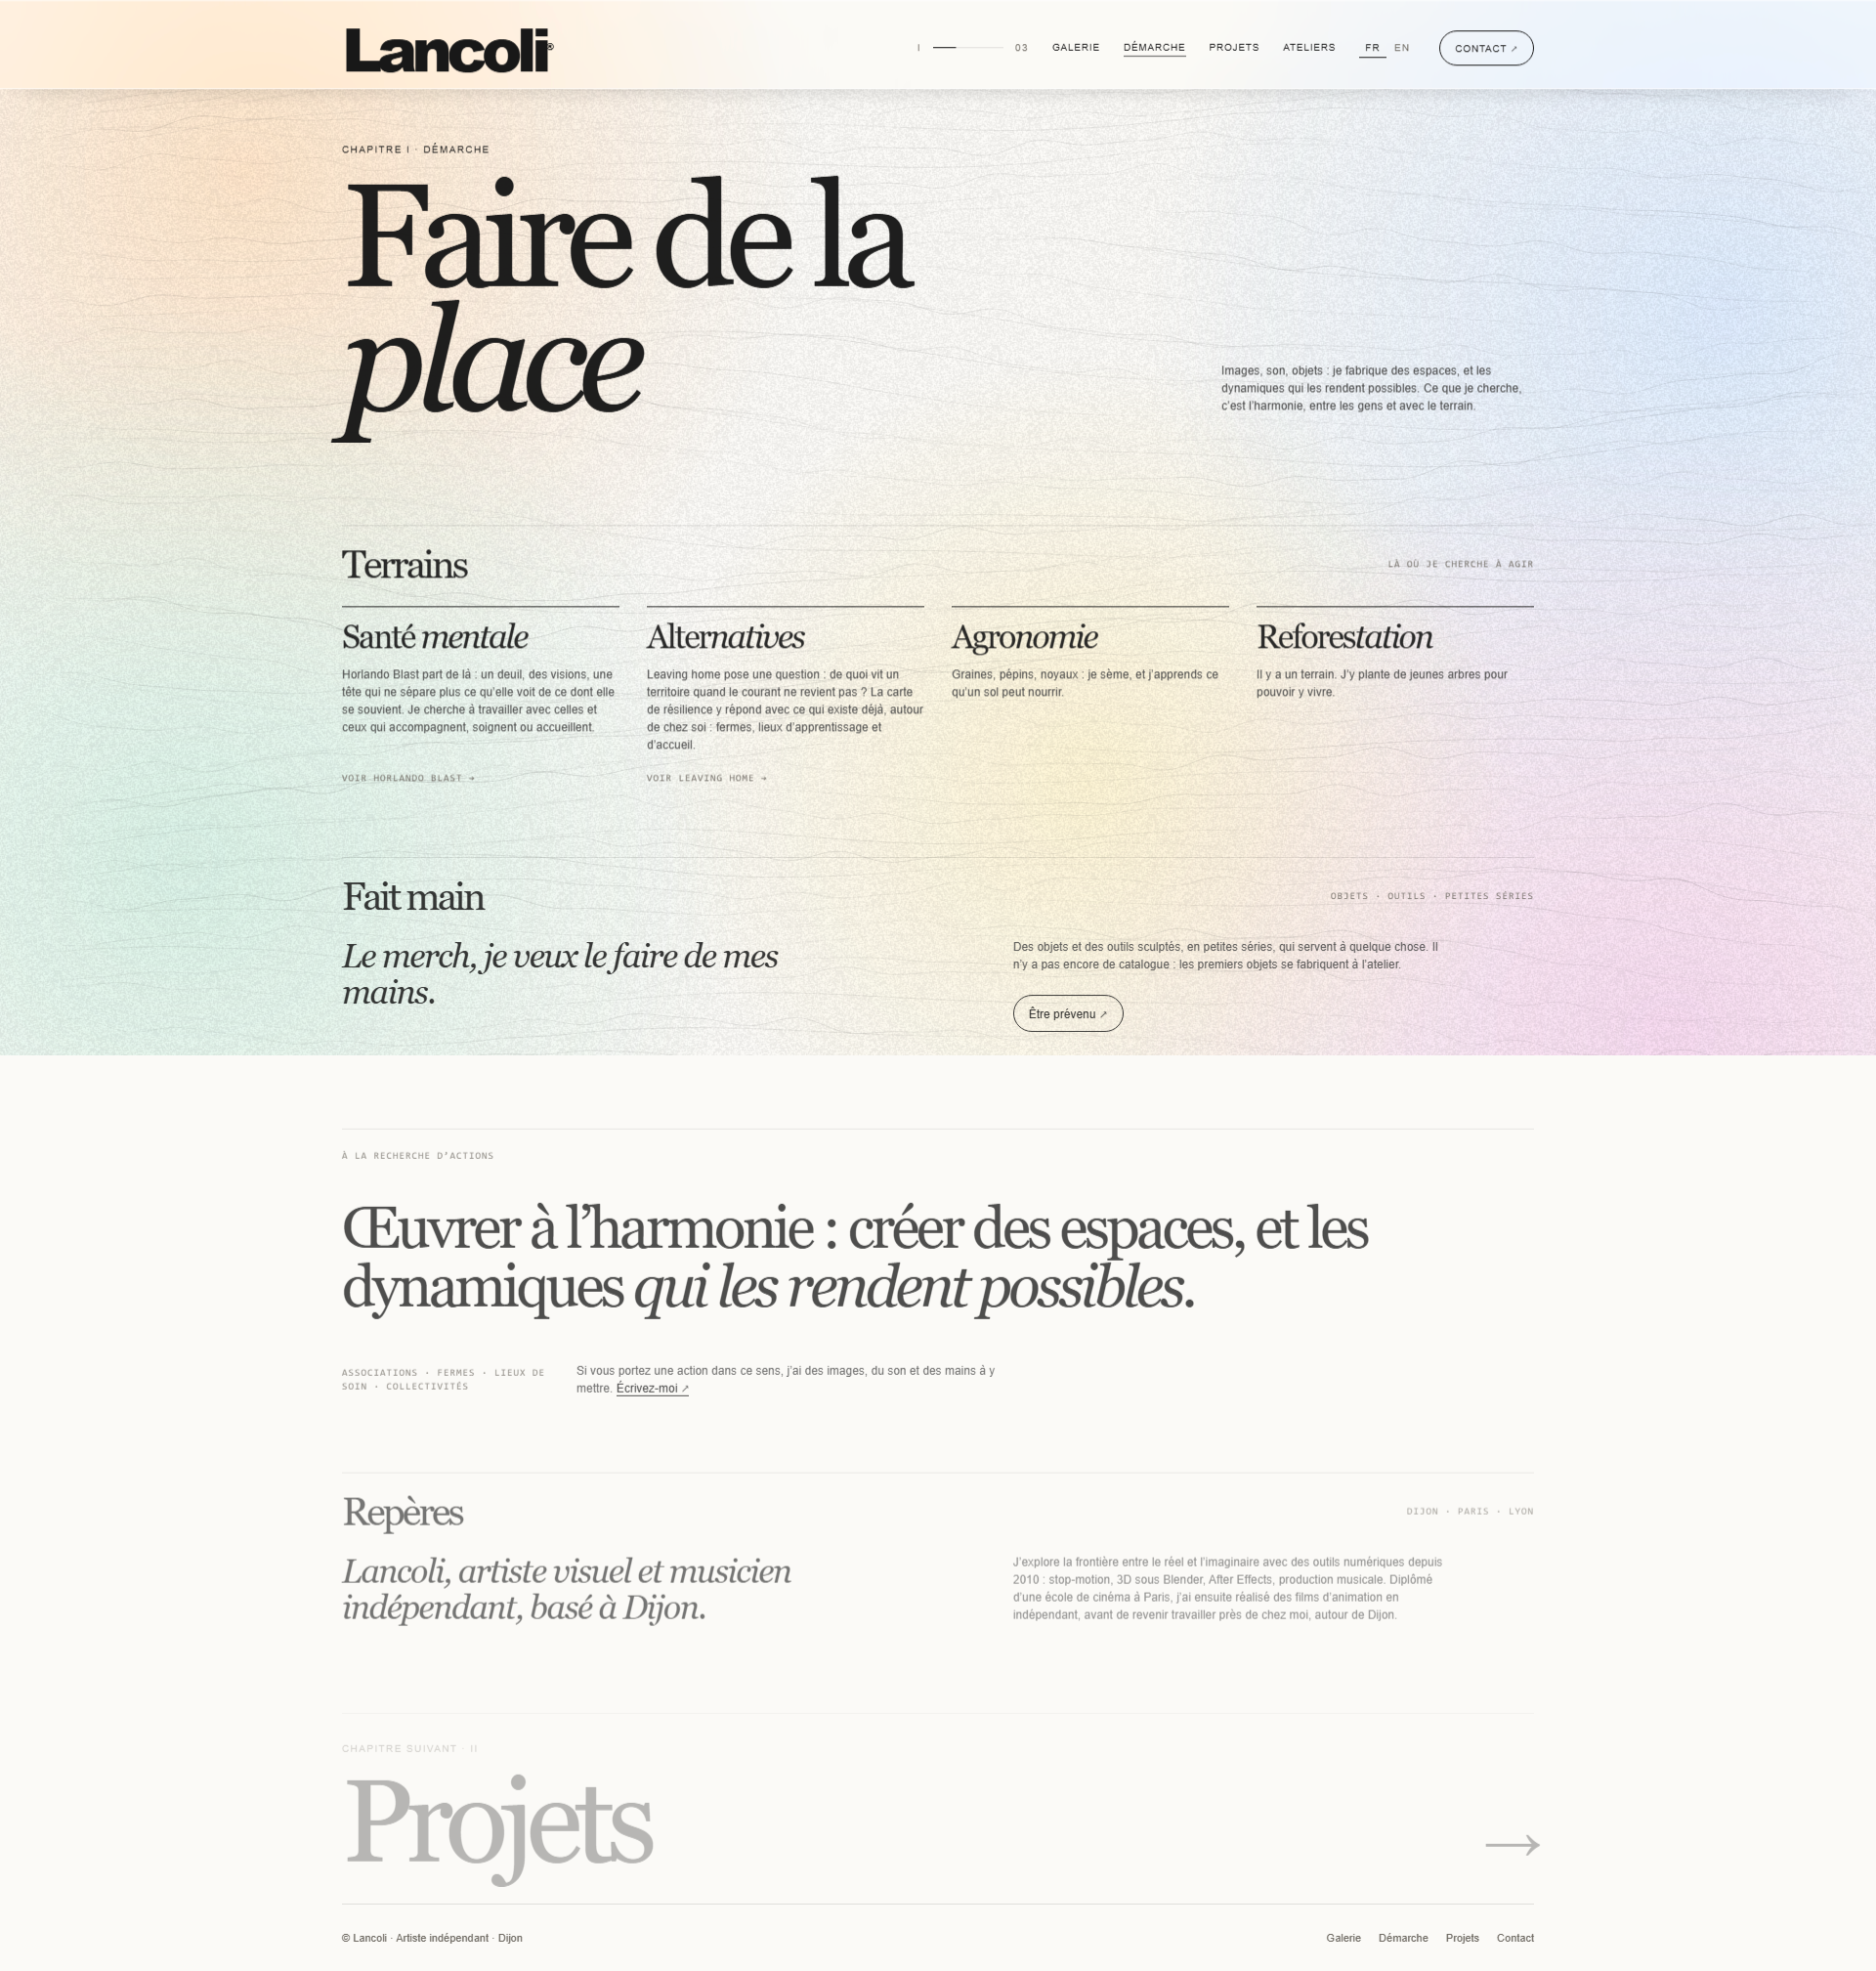 Lancoli®
I 03 GALERIE DÉMARCHE PROJETS ATELIERS FR EN CONTACT ↗
CHAPITRE I · DÉMARCHE
Faire de la
place
Images, son, objets : je fabrique des espaces, et les
dynamiques qui les rendent possibles. Ce que je cherche,
c’est l’harmonie, entre les gens et avec le terrain.
Terrains
LÀ OÙ JE CHERCHE À AGIR
Santé mentale
Horlando Blast part de là : un deuil, des visions, une
tête qui ne sépare plus ce qu’elle voit de ce dont elle
se souvient. Je cherche à travailler avec celles et
ceux qui accompagnent, soignent ou accueillent.
VOIR HORLANDO BLAST →
Alternatives
Leaving home pose une question : de quoi vit un
territoire quand le courant ne revient pas ? La carte
de résilience y répond avec ce qui existe déjà, autour
de chez soi : fermes, lieux d’apprentissage et
d’accueil.
VOIR LEAVING HOME →
Agronomie
Graines, pépins, noyaux : je sème, et j’apprends ce
qu’un sol peut nourrir.
Reforestation
Il y a un terrain. J’y plante de jeunes arbres pour
pouvoir y vivre.
Fait main
OBJETS · OUTILS · PETITES SÉRIES
Le merch, je veux le faire de mes
mains.
Des objets et des outils sculptés, en petites séries, qui servent à quelque chose. Il
n’y a pas encore de catalogue : les premiers objets se fabriquent à l’atelier.
Être prévenu ↗
À LA RECHERCHE D’ACTIONS
Œuvrer à l’harmonie : créer des espaces, et les
dynamiques qui les rendent possibles.
ASSOCIATIONS · FERMES · LIEUX DE
SOIN · COLLECTIVITÉS
Si vous portez une action dans ce sens, j’ai des images, du son et des mains à y
mettre. Écrivez-moi ↗
Repères
DIJON · PARIS · LYON
Lancoli, artiste visuel et musicien
indépendant, basé à Dijon.
J’explore la frontière entre le réel et l’imaginaire avec des outils numériques depuis
2010 : stop-motion, 3D sous Blender, After Effects, production musicale. Diplômé
d’une école de cinéma à Paris, j’ai ensuite réalisé des films d’animation en
indépendant, avant de revenir travailler près de chez moi, autour de Dijon.
CHAPITRE SUIVANT · II
Projets →
© Lancoli · Artiste indépendant · Dijon
Galerie Démarche Projets Contact